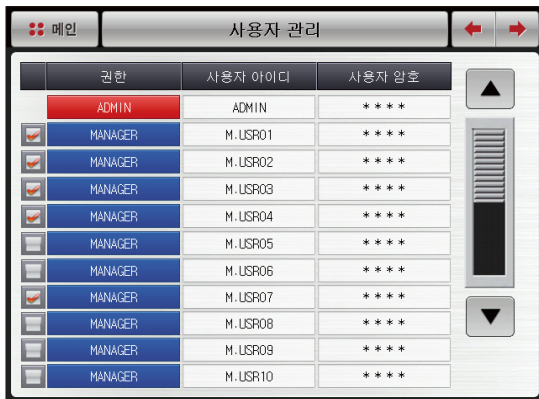 메인 사용자 관리
권한 사용자 아이디 사용자 암호
ADMIN ADMIN ****
MANAGER M.USR01 ****
MANAGER M.USR02 ****
MANAGER M.USR03 ****
MANAGER M.USR04 ****
MANAGER M.USR05 ****
MANAGER M.USR06 ****
MANAGER M.USR07 ****
MANAGER M.USR08 ****
MANAGER M.USR09 ****
MANAGER M.USR10 ****